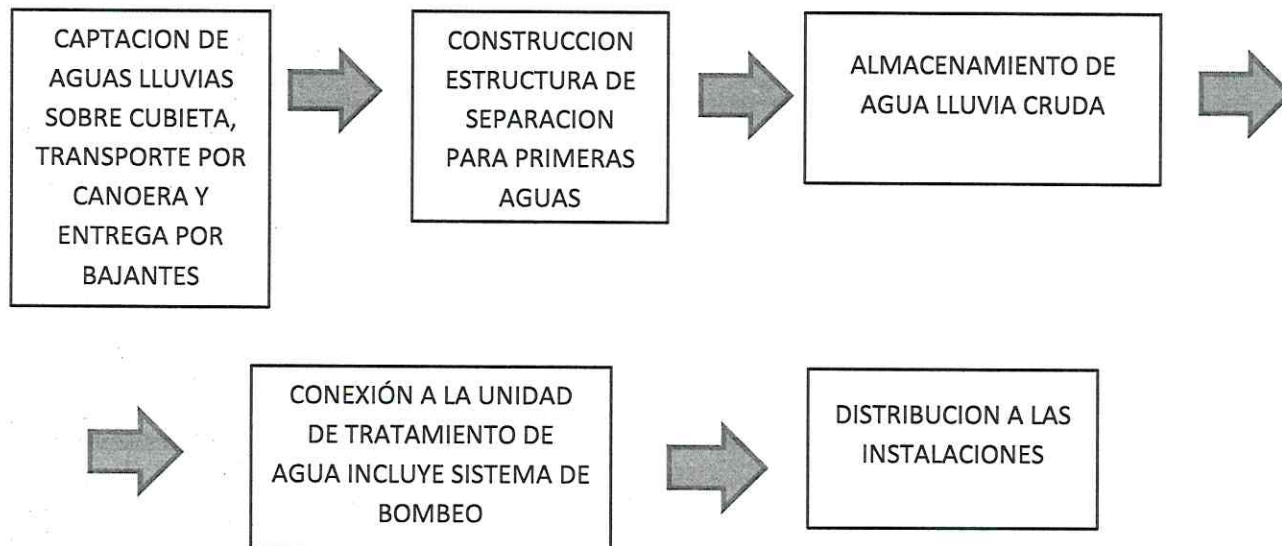 CAPTACION DE
AGUAS LLUVIAS
SOBRE CUBIETA,
TRANSPORTE POR
CANOERA Y
ENTREGA POR
BAJANTES
CONSTRUCCION
ESTRUCTURA DE
SEPARACION
PARA PRIMERAS
AGUAS
ALMACENAMIENTO DE
AGUA LLUVIA CRUDA
CONEXIÓN A LA UNIDAD
DE TRATAMIENTO DE
AGUA INCLUYE SISTEMA DE
BOMBEO
DISTRIBUCION A LAS
INSTALACIONES